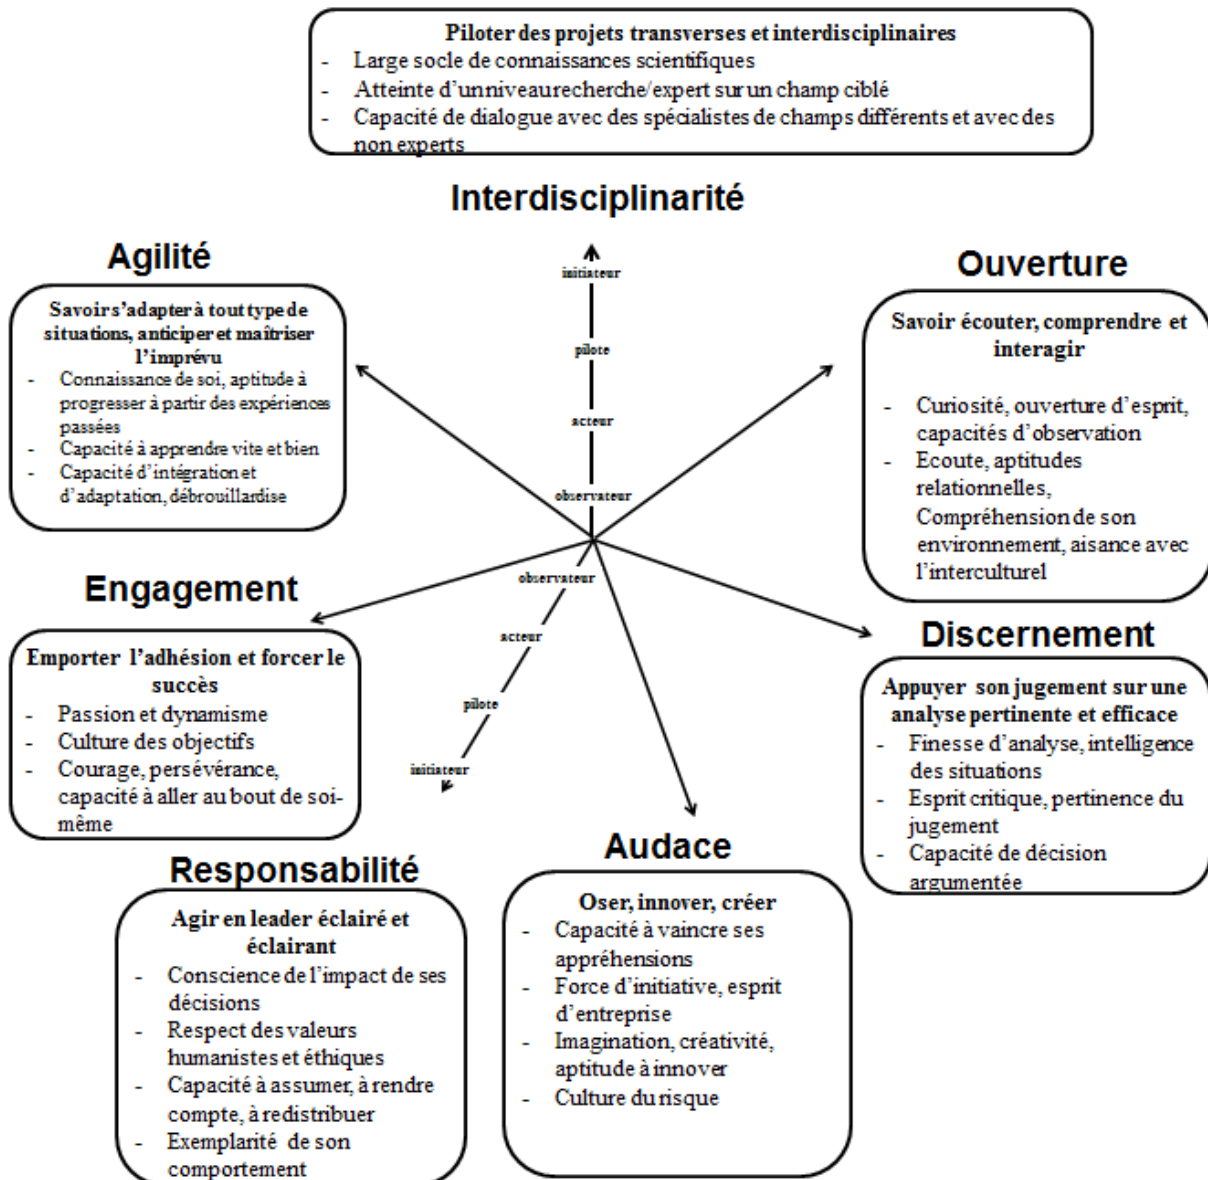 Piloter des projets transverses et interdisciplinaires
- Large socle de connaissances scientifiques
- Atteinte d'un niveau recherche/expert sur un champ ciblé
- Capacité de dialogue avec des spécialistes de champs différents et avec des
non experts
Interdisciplinarité
Agilité
Savoir s'adapter à tout type de
situations, anticiper et maîtriser
l'imprévu
- Connaissance de soi, aptitude à
progresser à partir des expériences
passées
- Capacité à apprendre vite et bien
- Capacité d'intégration et
d'adaptation, débrouillardise
initiateur
pilote
acteur
observateur
Ouverture
Savoir écouter, comprendre et
interagir
- Curiosité, ouverture d'esprit,
capacités d'observation
- Ecoute, aptitudes
relationnelles,
Compréhension de son
environnement, aisance avec
l'interculturel
Engagement
Emporter l'adhésion et forcer le
succès
- Passion et dynamisme
- Culture des objectifs
- Courage, persévérance,
capacité à aller au bout de soi-
même
observateur
acteur
pilote
initiateur
Discernement
Appuyer son jugement sur une
analyse pertinente et efficace
- Finesse d'analyse, intelligence
des situations
- Esprit critique, pertinence du
jugement
- Capacité de décision
argumentée
Responsabilité
Agir en leader éclairé et
éclairant
- Conscience de l'impact de ses
décisions
- Respect des valeurs
humanistes et éthiques
- Capacité à assumer, à rendre
compte, à redistribuer
- Exemplarité de son
comportement
Audace
Oser, innover, créer
- Capacité à vaincre ses
appréhensions
- Force d'initiative, esprit
d'entreprise
- Imagination, créativité,
aptitude à innover
- Culture du risque